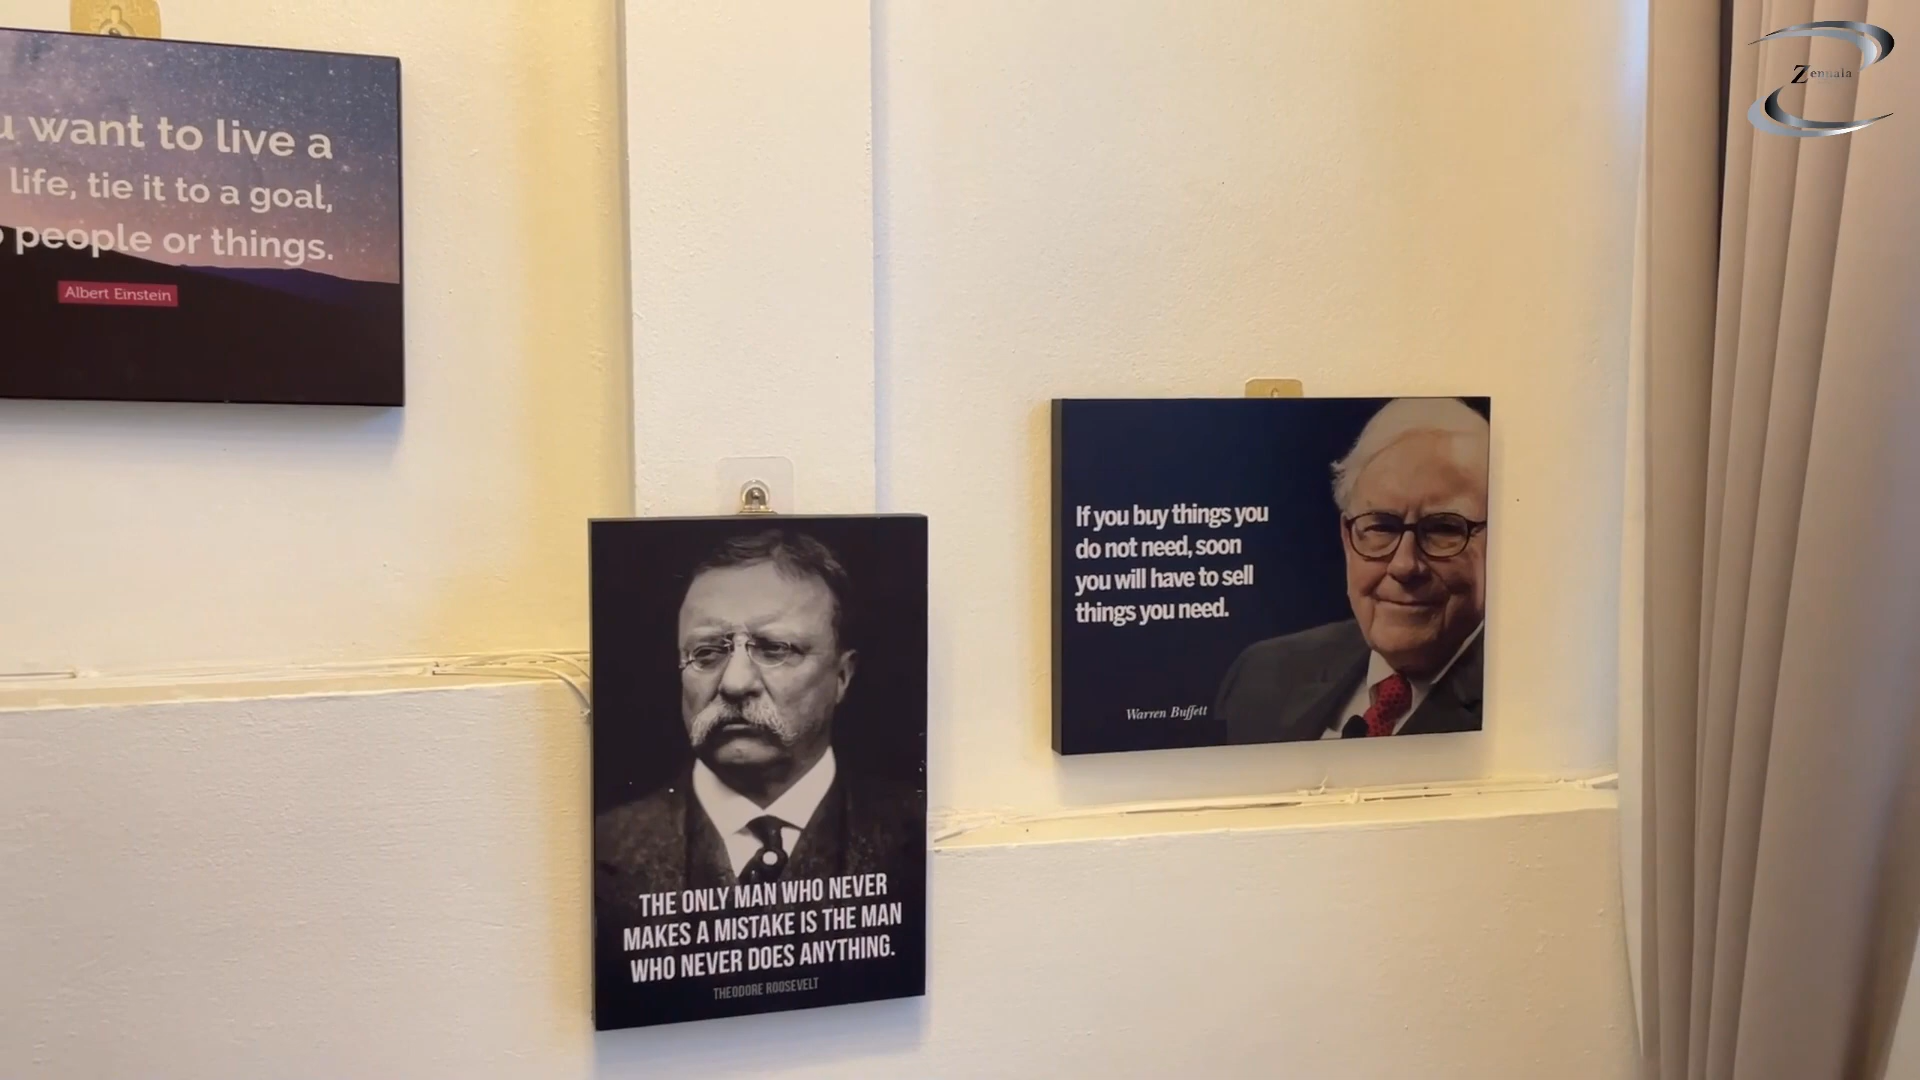 want to live a
life, tie it to a goal,
people or things.
Albert Einstein
THE ONLY MAN WHO NEVER
MAKES A MISTAKE IS THE MAN
WHO NEVER DOES ANYTHING.
THEODORE ROOSEVELT
If you buy things you
do not need, soon
you will have to sell
things you need.
Warren Buffett
Zennala